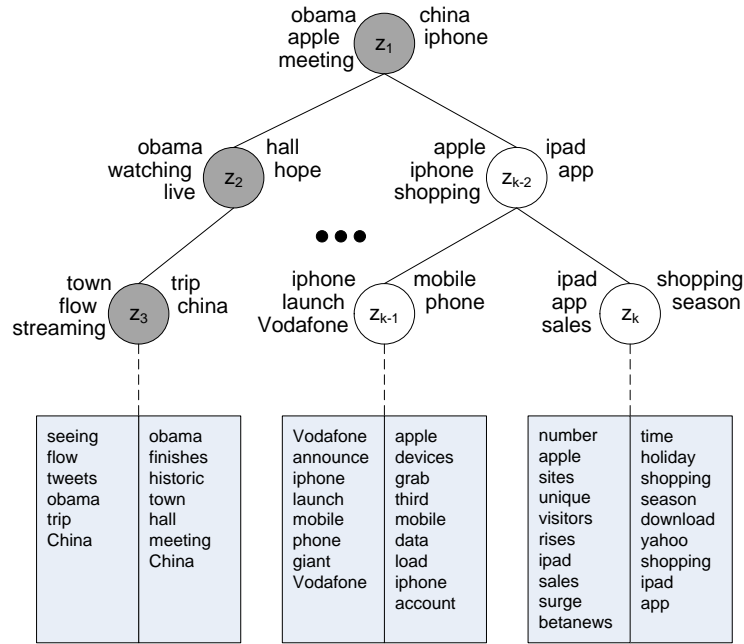 obama china
apple iphone
meeting
z1
obama hall
watching hope
live
z2
apple ipad
iphone app
shopping
zk-2
town trip
flow china
streaming
z3
iphone mobile
launch phone
Vodafone
zk-1
ipad shopping
app season
sales
zk
seeing
flow
tweets
obama
trip
China
obama
finishes
historic
town
hall
meeting
China
Vodafone
announce
iphone
launch
mobile
phone
giant
Vodafone
apple
devices
grab
third
mobile
data
load
iphone
account
number
apple
sites
unique
visitors
rises
ipad
sales
surge
betanews
time
holiday
shopping
season
download
yahoo
shopping
ipad
app